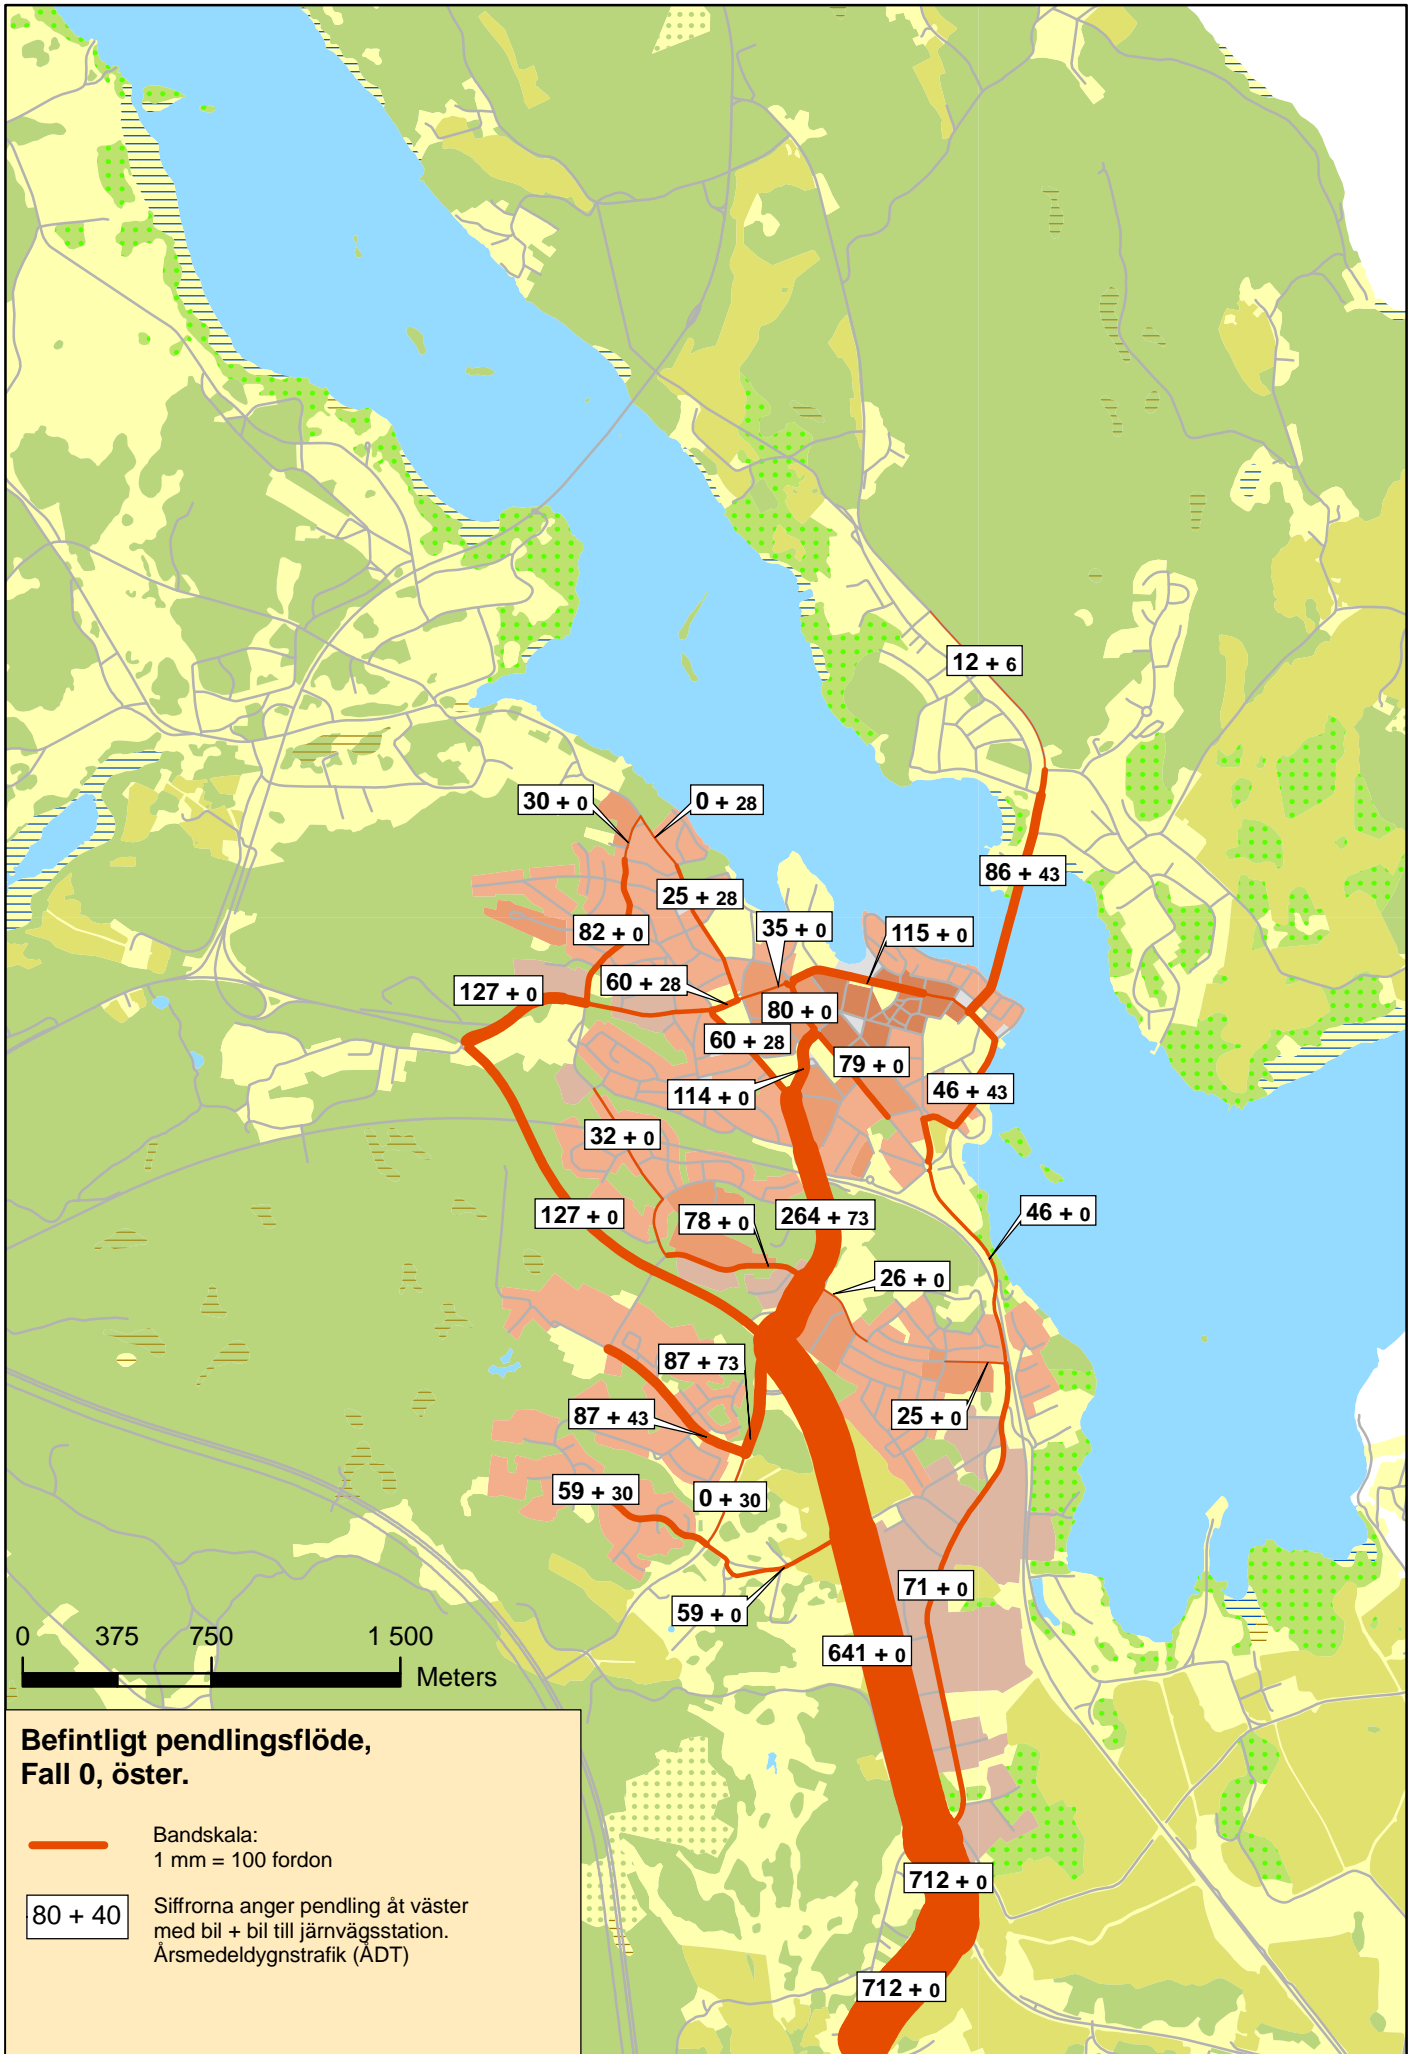 12 + 6
30 + 0
0 + 28
86 + 43
25 + 28
82 + 0
35 + 0
115 + 0
60 + 28
127 + 0
80 + 0
60 + 28
79 + 0
114 + 0
46 + 43
32 + 0
127 + 0
78 + 0
264 + 73
46 + 0
26 + 0
87 + 73
87 + 43
25 + 0
59 + 30
0 + 30
71 + 0
59 + 0
641 + 0
0 375 750 1 500
Meters
Befintligt pendlingsflöde,
Fall 0, öster.
Bandskala:
1 mm = 100 fordon
80 + 40
Siffrorna anger pendling åt väster
med bil + bil till järnvägsstation.
Årsmedeldygnstrafik (ÅDT)
712 + 0
712 + 0